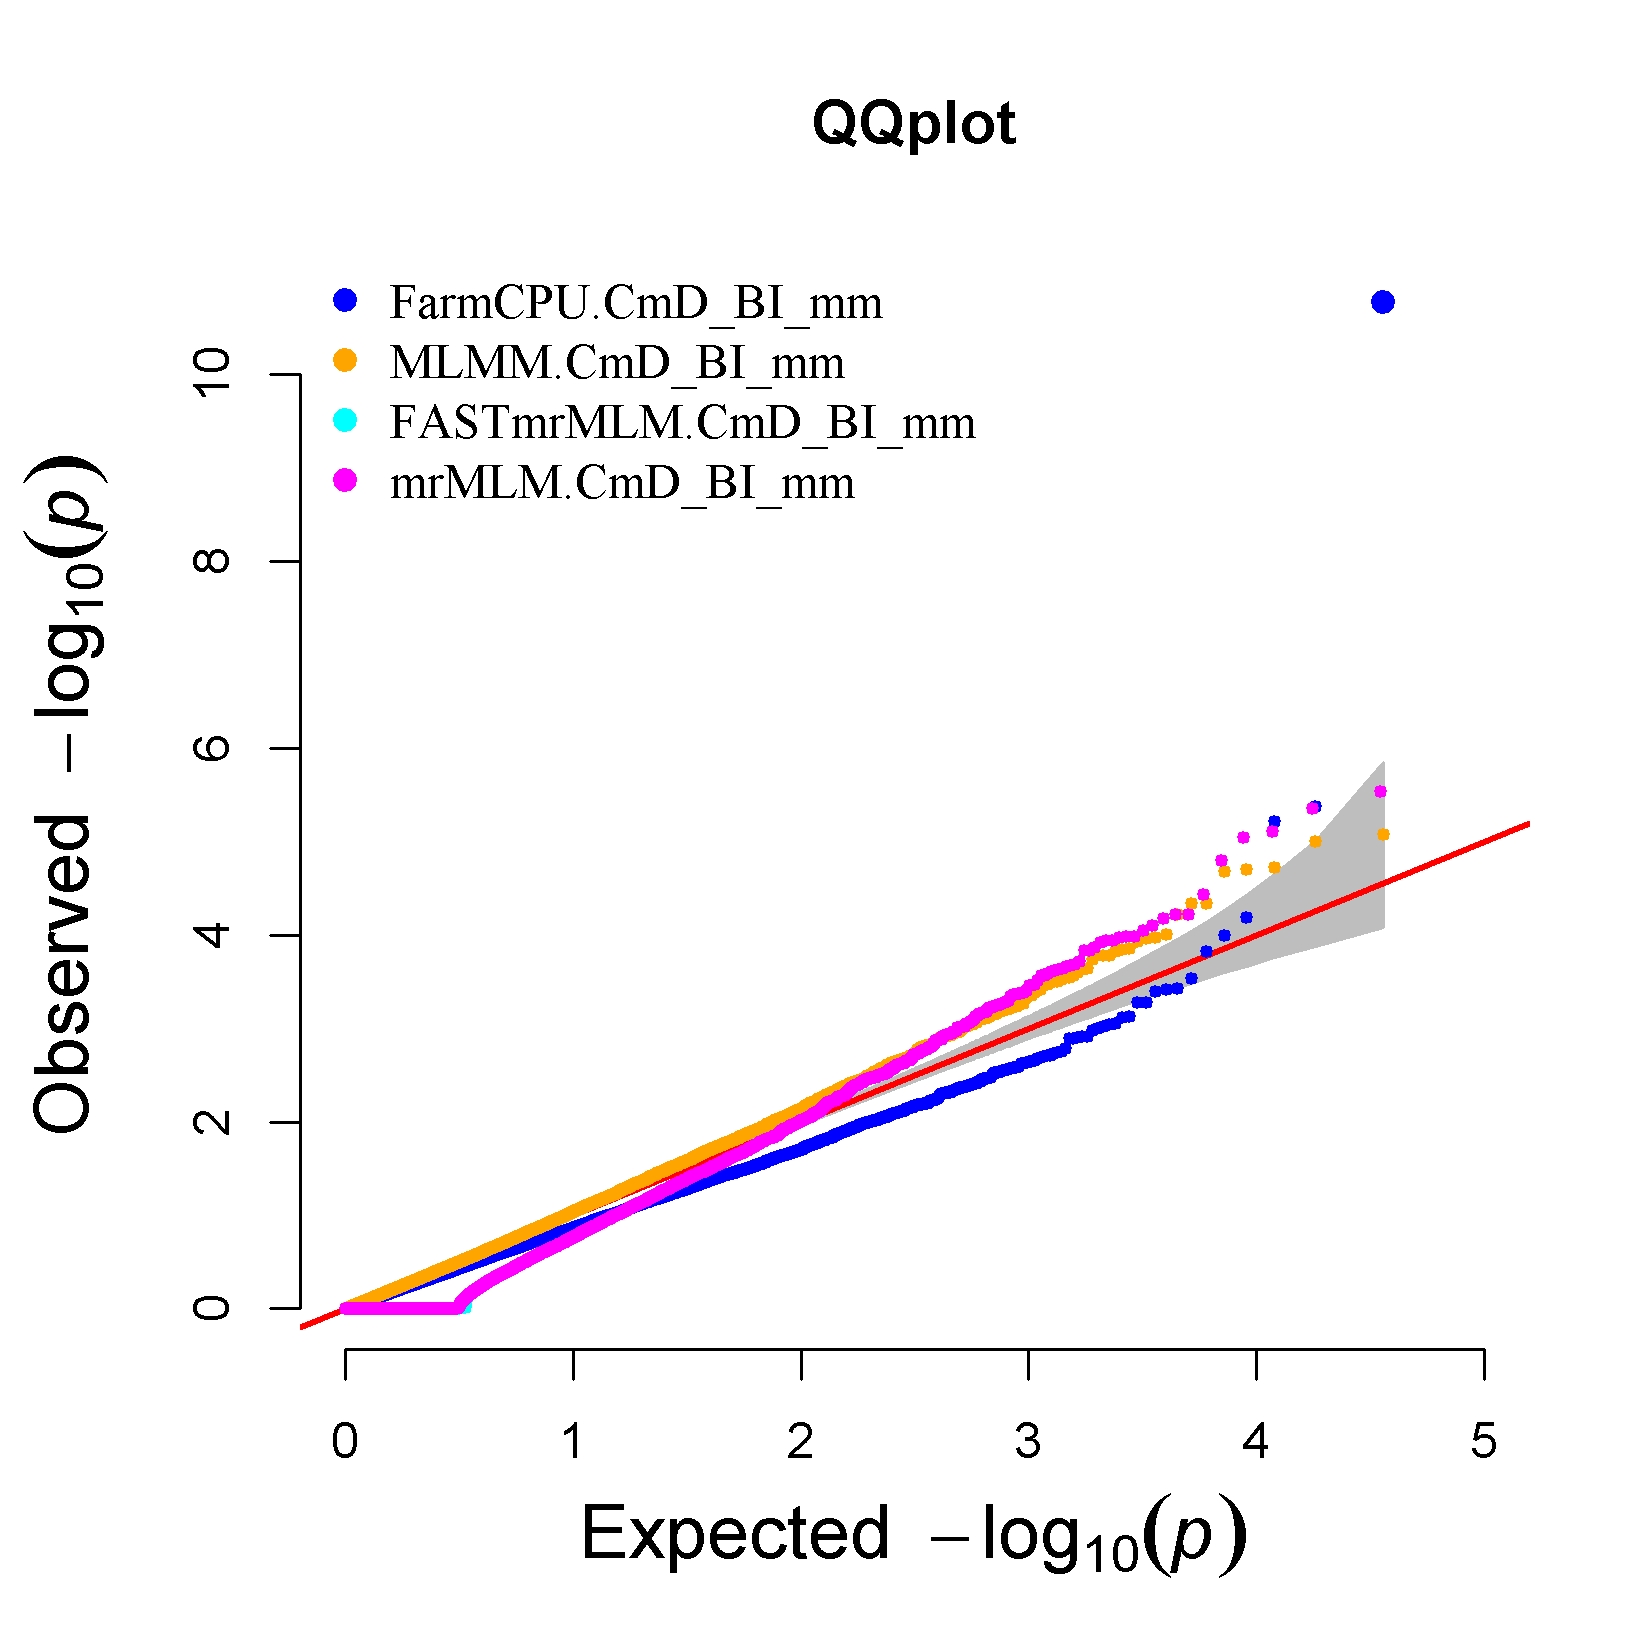 QQplot
FarmCPU.CmD_BI_mm
MLMM.CmD_BI_mm
FASTmrMLM.CmD_BI_mm
mrMLM.CmD_BI_mm
Observed −log10(p)
10
8
6
4
2
0
0 1 2 3 4 5
Expected −log10(p)